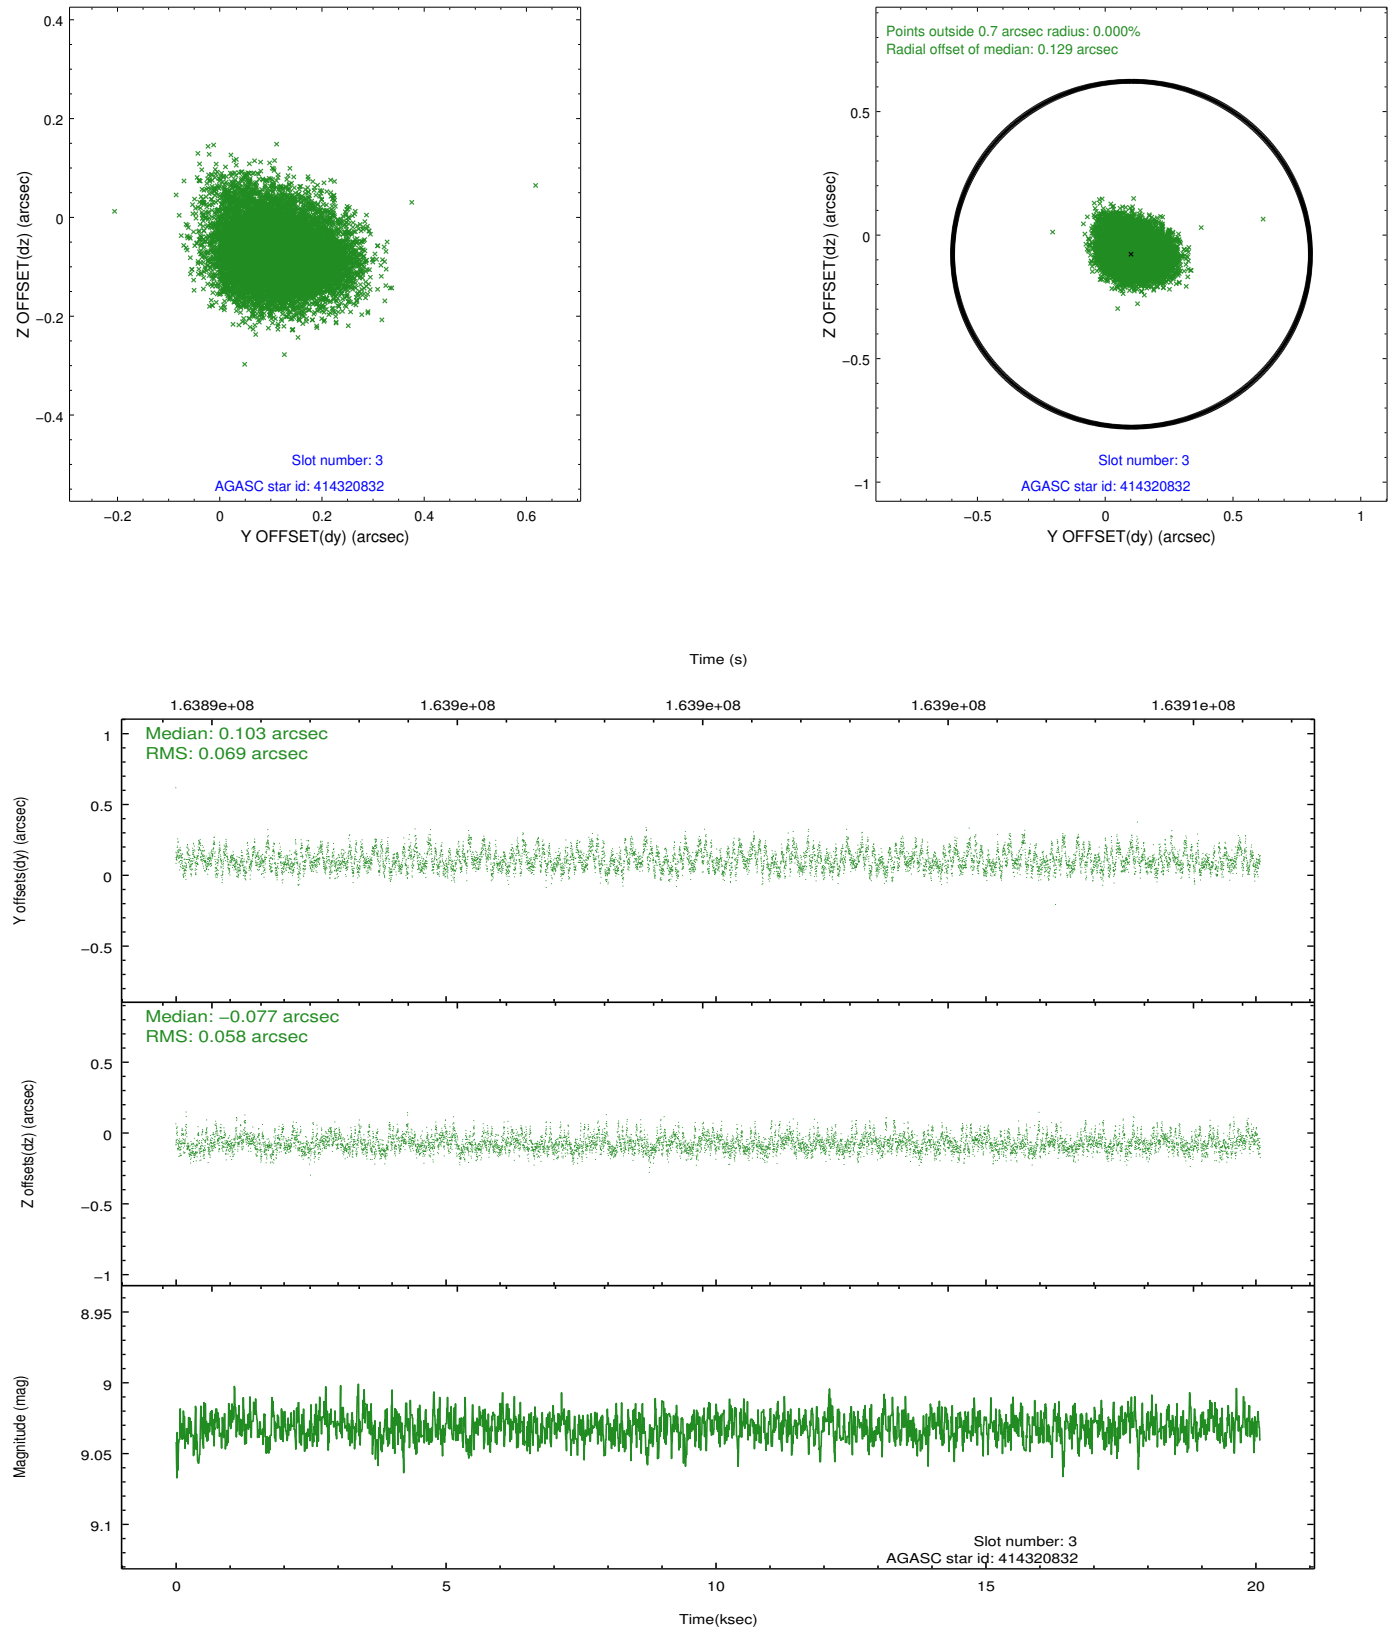 0.4
0.2
0
−0.2
−0.4
Z OFFSET(dz) (arcsec)
Slot number: 3
AGASC star id: 414320832
−0.2
0
0.2
0.4
0.6
Y OFFSET(dy) (arcsec)
Points outside 0.7 arcsec radius: 0.000%
Radial offset of median: 0.129 arcsec
0.5
0
−0.5
−1
Z OFFSET(dz) (arcsec)
Slot number: 3
AGASC star id: 414320832
−0.5
0
0.5
1
Y OFFSET(dy) (arcsec)
Time (s)
1.6389e+08
1.639e+08
1.639e+08
1.639e+08
1.6391e+08
Median: 0.103 arcsec
RMS: 0.069 arcsec
1
0.5
0
−0.5
Y offsets(dy) (arcsec)
Median: −0.077 arcsec
RMS: 0.058 arcsec
0.5
0
−0.5
−1
Z offsets(dz) (arcsec)
8.95
9
9.05
9.1
Magnitude (mag)
Slot number: 3
AGASC star id: 414320832
0
5
10
15
20
Time(ksec)